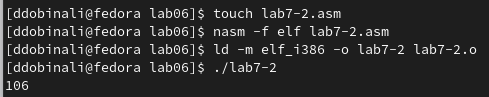 [ddobinali@fedora lab06]$ touch lab7-2.asm
[ddobinali@fedora lab06]$ nasm -f elf lab7-2.asm
[ddobinali@fedora lab06]$ ld -m elf_i386 -o lab7-2 lab7-2.o
[ddobinali@fedora lab06]$ ./lab7-2
106